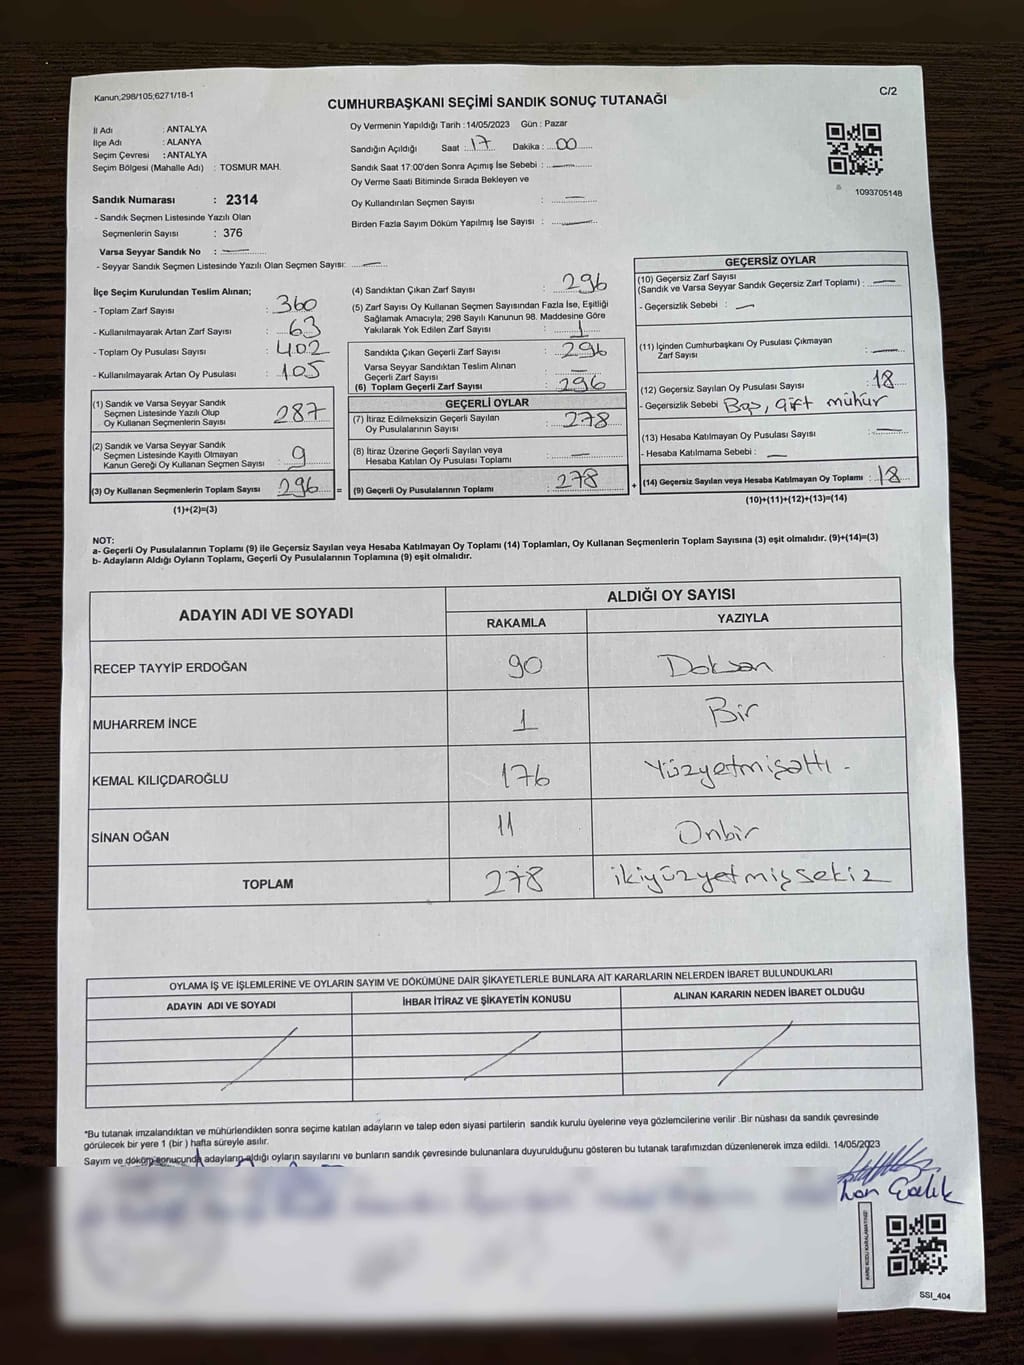 Kanun,298/105;6271/18-1
C/2
CUMHURBAŞKANI SEÇİMİ SANDIK SONUÇ TUTANAĞI
İl Adı : ANTALYA
İlçe Adı : ALANYA
Seçim Çevresi : ANTALYA
Seçim Bölgesi (Mahalle Adı) : TOSMUR MAH.
Oy Vermenin Yapıldığı Tarih :14/05/2023 Gün : Pazar
Sandığın Açıldığı Saat : 17 Dakika : 00
Sandık Saat 17:00'den Sonra Açımış İse Sebebi : —
Oy Verme Saati Bitiminde Sırada Bekleyen ve
Oy Kullandırılan Seçmen Sayısı : —
Birden Fazla Sayım Döküm Yapılmış İse Sayısı : —
1093705148
Sandık Numarası : 2314
- Sandık Seçmen Listesinde Yazılı Olan
Seçmenlerin Sayısı : 376
Varsa Seyyar Sandık No : —
- Seyyar Sandık Seçmen Listesinde Yazılı Olan Seçmen Sayısı: —
İlçe Seçim Kurulundan Teslim Alınan;
- Toplam Zarf Sayısı : 360
- Kullanılmayarak Artan Zarf Sayısı : 63
- Toplam Oy Pusulası Sayısı : 402
- Kullanılmayarak Artan Oy Pusulası : 105
(1) Sandık ve Varsa Seyyar Sandık
Seçmen Listesinde Yazılı Olup
Oy Kullanan Seçmenlerin Sayısı : 287
(2) Sandık ve Varsa Seyyar Sandık
Seçmen Listesinde Kayıtlı Olmayan
Kanun Gereği Oy Kullanan Seçmen Sayısı : 9
(3) Oy Kullanan Seçmenlerin Toplam Sayısı : 296 =
(1)+(2)=(3)
(4) Sandıktan Çıkan Zarf Sayısı : 296
(5) Zarf Sayısı Oy Kullanan Seçmen Sayısından Fazla İse, Eşitliği
Sağlamak Amacıyla; 298 Sayılı Kanunun 98. Maddesine Göre
Yakılarak Yok Edilen Zarf Sayısı : 1
Sandıkta Çıkan Geçerli Zarf Sayısı : 296
Varsa Seyyar Sandıktan Teslim Alınan
Geçerli Zarf Sayısı : —
(6) Toplam Geçerli Zarf Sayısı : 296
GEÇERLİ OYLAR
(7) İtiraz Edilmeksizin Geçerli Sayılan
Oy Pusulalarının Sayısı : 278
(8) İtiraz Üzerine Geçerli Sayılan veya
Hesaba Katılan Oy Pusulası Toplamı : —
(9) Geçerli Oy Pusulalarının Toplamı : 278 +
GEÇERSİZ OYLAR
(10) Geçersiz Zarf Sayısı
(Sandık ve Varsa Seyyar Sandık Geçersiz Zarf Toplamı) : —
- Geçersizlik Sebebi : —
(11) İçinden Cumhurbaşkanı Oy Pusulası Çıkmayan
Zarf Sayısı : —
(12) Geçersiz Sayılan Oy Pusulası Sayısı : 18
- Geçersizlik Sebebi Boş, Çift mühür
(13) Hesaba Katılmayan Oy Pusulası Sayısı : —
- Hesaba Katılmama Sebebi : —
(14) Geçersiz Sayılan veya Hesaba Katılmayan Oy Toplamı : 18
(10)+(11)+(12)+(13)=(14)
NOT:
a- Geçerli Oy Pusulalarının Toplamı (9) ile Geçersiz Sayılan veya Hesaba Katılmayan Oy Toplamı (14) Toplamları, Oy Kullanan Seçmenlerin Toplam Sayısına (3) eşit olmalıdır. (9)+(14)=(3)
b- Adayların Aldığı Oyların Toplamı, Geçerli Oy Pusulalarının Toplamına (9) eşit olmalıdır.
ADAYIN ADI VE SOYADI
ALDIĞI OY SAYISI
RAKAMLA YAZIYLA
RECEP TAYYİP ERDOĞAN 90 Doksan
MUHARREM İNCE 1 Bir
KEMAL KILIÇDAROĞLU 176 Yüzyetmişaltı -
SİNAN OĞAN 11 Onbir
TOPLAM 278 ikiyüzyetmişsekiz
OYLAMA İŞ VE İŞLEMLERİNE VE OYLARIN SAYIM VE DÖKÜMÜNE DAİR ŞİKAYETLERLE BUNLARA AİT KARARLARIN NELERDEN İBARET BULUNDUKLARI
ADAYIN ADI VE SOYADI İHBAR İTİRAZ VE ŞİKAYETİN KONUSU ALINAN KARARIN NEDEN İBARET OLDUĞU
*Bu tutanak imzalandıktan ve mühürlendikten sonra seçime katılan adayların ve talep eden siyasi partilerin sandık kurulu üyelerine veya gözlemcilerine verilir .Bir nüshası da sandık çevresinde
görülecek bir yere 1 (bir ) hafta süreyle asılır.
Sayım ve döküm sonucunda adayların aldığı oyların sayılarını ve bunların sandık çevresinde bulunanlara duyurulduğunu gösteren bu tutanak tarafımızdan düzenlenerek imza edildi. 14/05/2023
KARE KODU KARALAMAYINIZ!
SSI_404